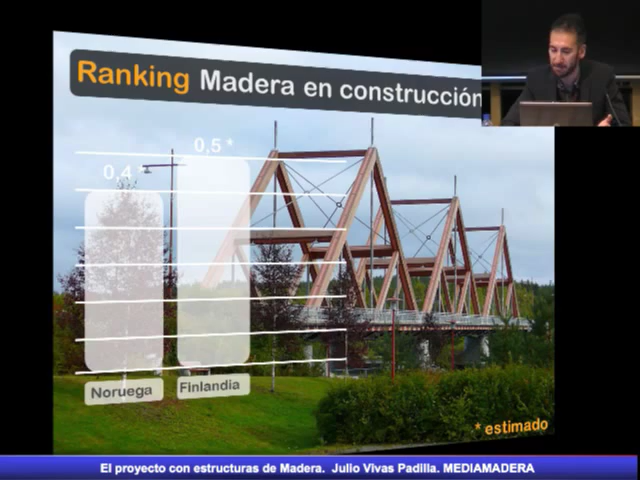 Ranking Madera en construcción
0,5 *
0,4 *
Noruega
Finlandia
* estimado
El proyecto con estructuras de Madera. Julio Vivas Padilla. MEDIAMADERA